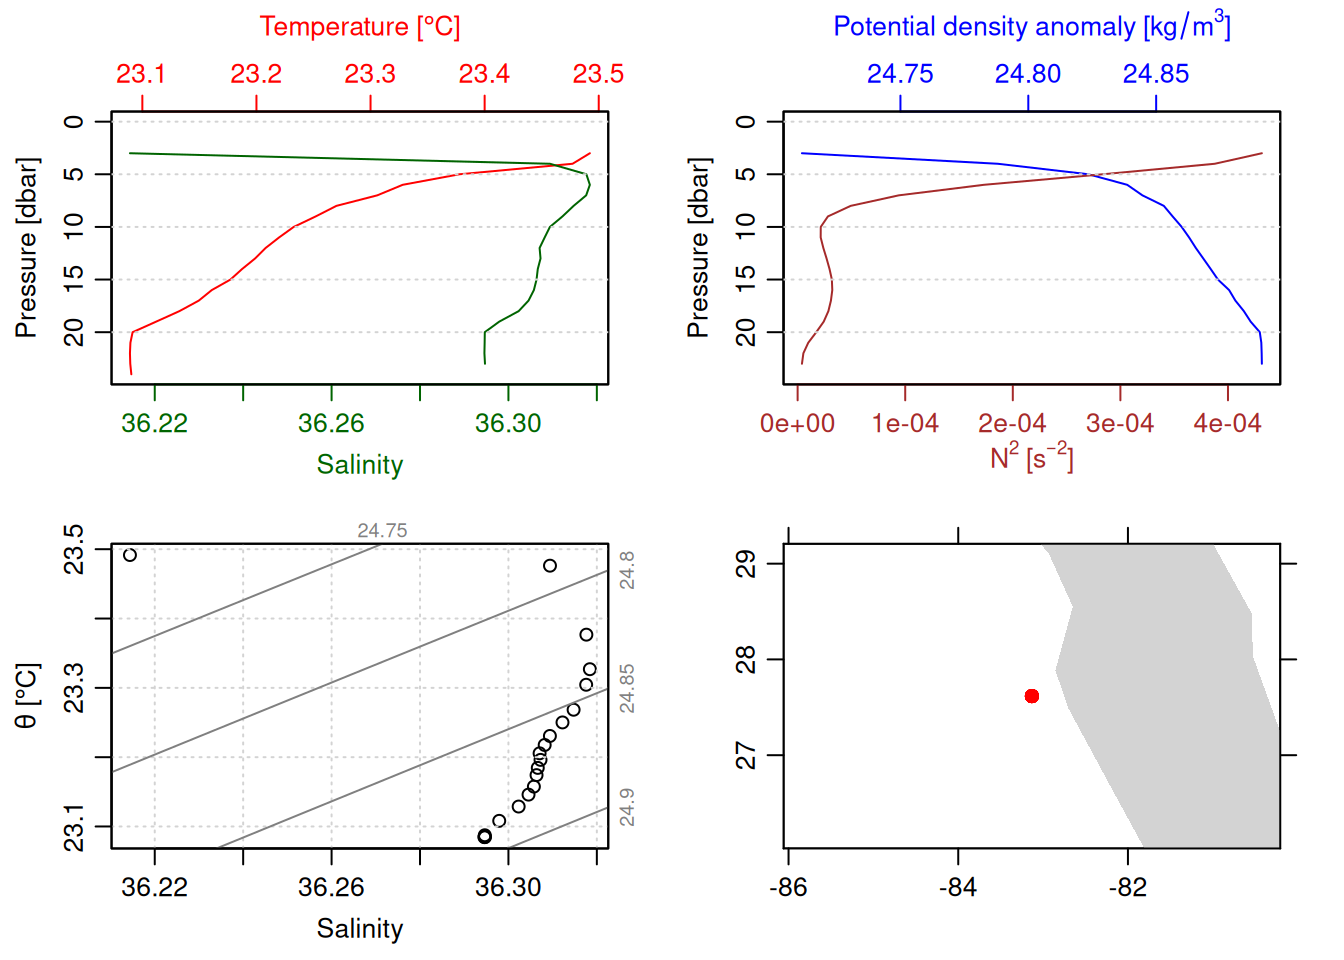 Temperature [°C]
23.1 23.2 23.3 23.4 23.5
Pressure [dbar]
0
5
10
15
20
36.22 36.26 36.30
Salinity
Potential density anomaly [kg/m³]
24.75 24.80 24.85
Pressure [dbar]
0
5
10
15
20
0e+00 1e-04 2e-04 3e-04 4e-04
N² [s⁻²]
24.75
24.8
24.85
24.9
θ [°C]
23.5
23.3
23.1
36.22 36.26 36.30
Salinity
29
28
27
-86 -84 -82